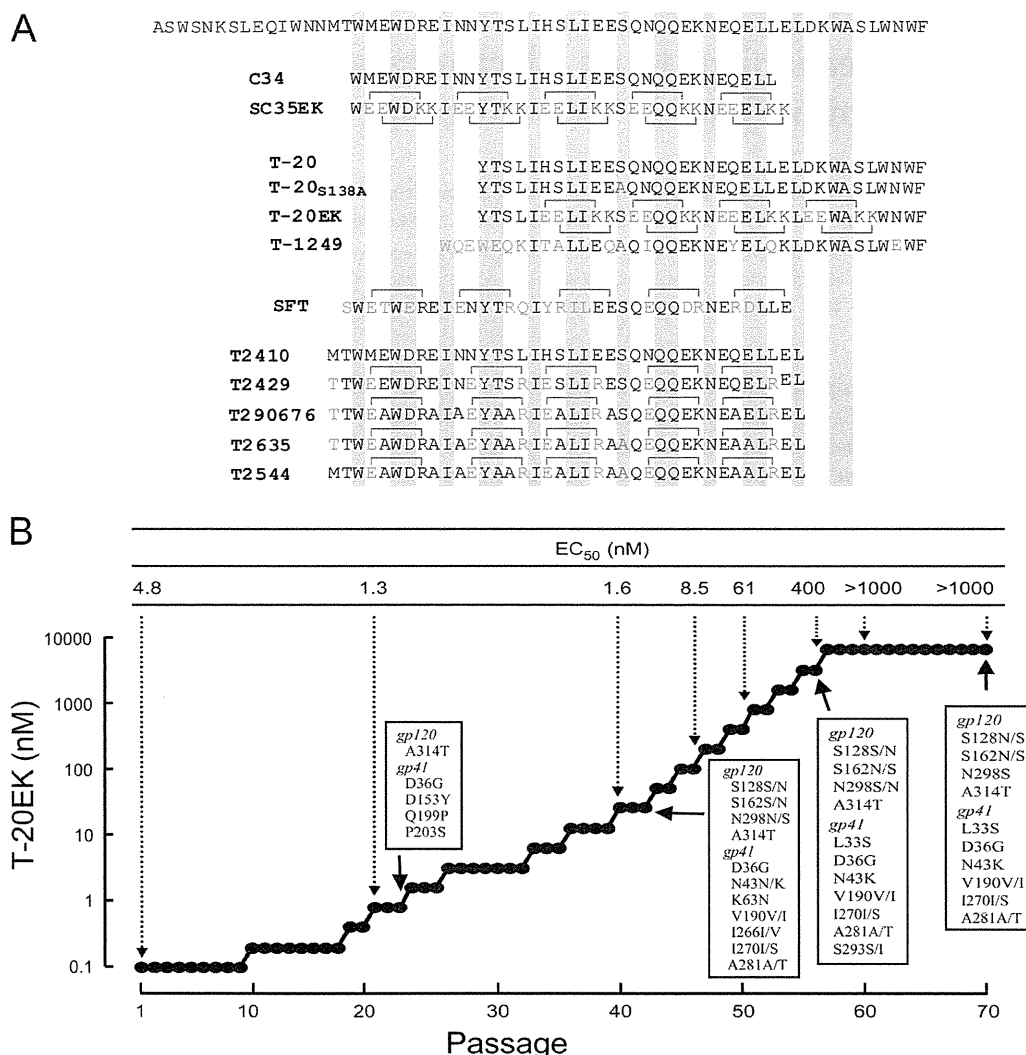 A
ASWSNKSLEQIWNNMTWMEWDREINNYTSLIHSLIEESQNQQEKNEQELLELDKWASLWNWF
C34 WMEWDREINNYTSLIHSLIEESQNQQEKNEQELL
SC35EK WEEWDKKIEEYTKKIEELIKKSEEQQKKNEEELKK
T-20 YTSLIHSLIEESQNQQEKNEQELLELDKWASLWNWF
T-20S138A YTSLIHSLIEEAQNQQEKNEQELLELDKWASLWNWF
T-20EK YTSLIEELIKKSEEQQKKNEEELKKLEEWAKKWNWF
T-1249 WQEWEQKITALLEQAQIQQEKNEYELQKLDKWASLWEWF
SFT SWETWEREIENYTRQIYRILEESQEQQDRNERDLLE
T2410 MTWMEWDREINNYTSLIHSLIEESQNQQEKNEQELLEL
T2429 TTWEEWDREINEYTSRIESLIRESQEQQEKNEQELREL
T290676 TTWEAWDRAIAEYAARIEALIRASQEQQEKNEAELREL
T2635 TTWEAWDRAIAEYAARIEALIRAAQEQQEKNEAALREL
T2544 MTWEAWDRAIAEYAARIEALIRAAQEQQEKNEAALREL
B
EC50 (nM)
4.8 1.3 1.6 8.5 61 400 >1000 >1000
T-20EK (nM)
10000
1000
100
10
1
0.1
gp120
A314T
gp41
D36G
D153Y
Q199P
P203S
gp120
S128S/N
S162S/N
N298N/S
A314T
gp41
D36G
N43N/K
K63N
V190V/I
I266I/V
I270I/S
A281A/T
gp120
S128S/N
S162N/S
N298N/S
A314T
gp41
L33S
D36G
N43K
V190V/I
I270I/S
A281A/T
S293S/I
gp120
S128N/S
S162N/S
N298S
A314T
gp41
L33S
D36G
N43K
V190V/I
I270I/S
A281A/T
1 10 20 30 40 50 60 70
Passage